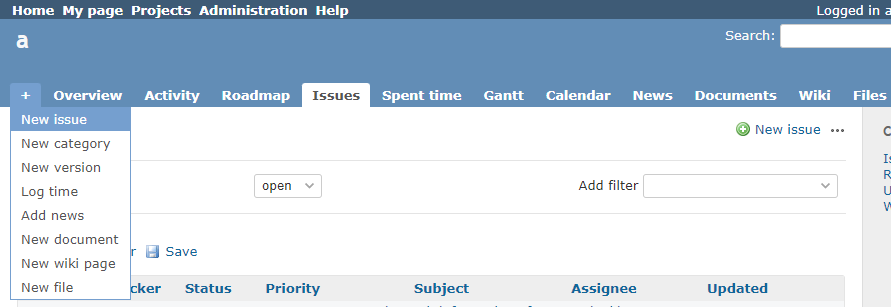 Home My page Projects Administration Help Logged in a
a
Search:
+ Overview Activity Roadmap Issues Spent time Gantt Calendar News Documents Wiki Files
New issue
New issue •••
New category
New version
open Add filter
Log time
Add news
New document
Save
New wiki page
New file
cker Status Priority Subject Assignee Updated